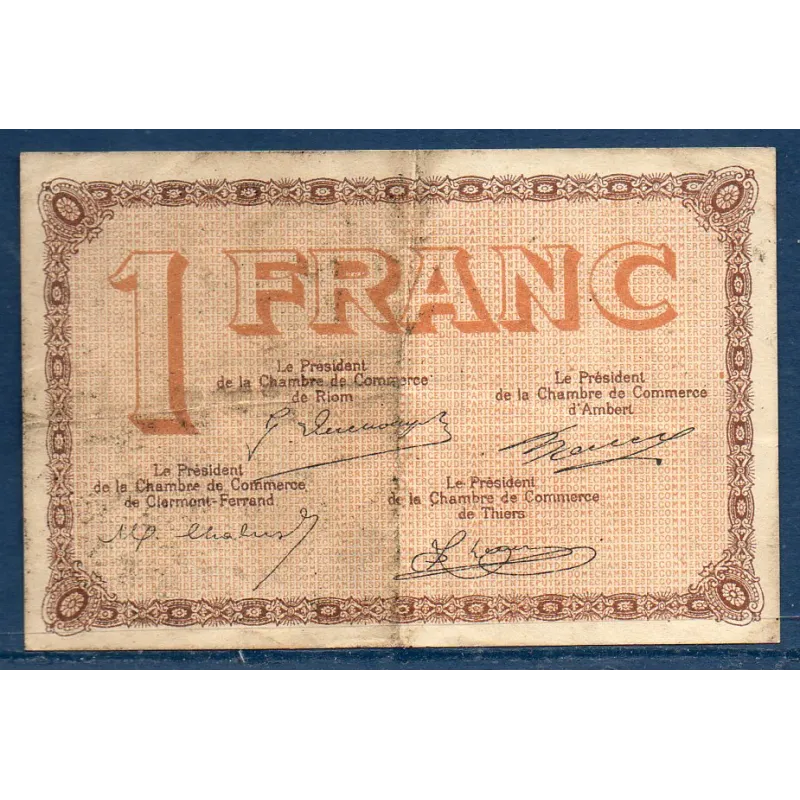 1 FRANC
Le Président
de la Chambre de Commerce
de Riom
Le Président
de la Chambre de Commerce
d'Ambert
Le Président
de la Chambre de Commerce
de Clermont-Ferrand
Le Président
de la Chambre de Commerce
de Thiers